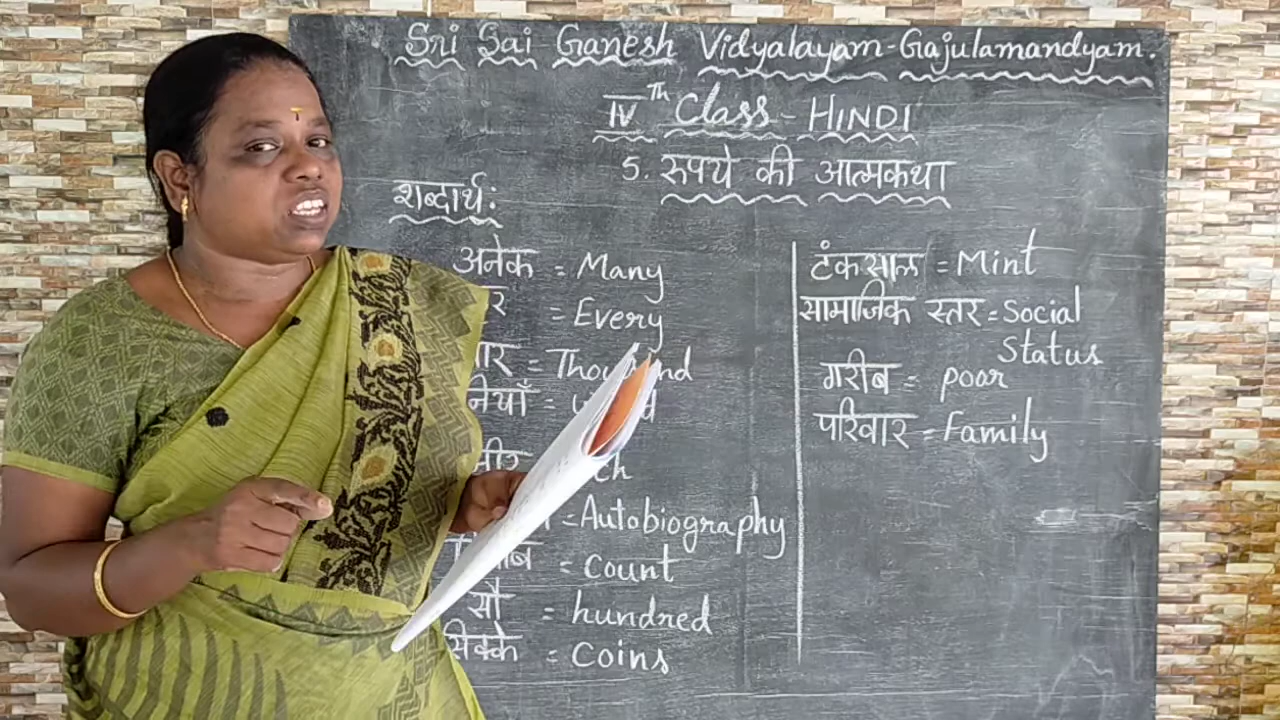 Sri Sai Ganesh Vidyalayam-Gajulamandyam.
IVth Class - HINDI
5. रुपये की आत्मकथा
शब्दार्थ:
अनेक = Many
= Every
= Thousand
=
= Autobiography
= Count
सौ = hundred
सिक्के = Coins
टंकसाल = Mint
सामाजिक स्तर = Social
Status
गरीब = poor
परिवार = Family